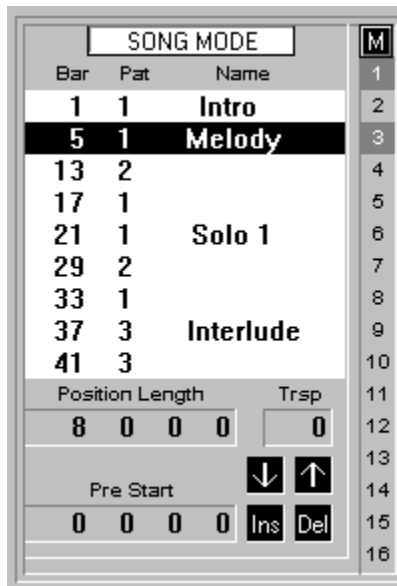 SONG MODE M
Bar Pat Name 1
1 1 Intro 2
5 1 Melody 3
13 2 4
17 1 5
21 1 Solo 1 6
29 2 7
33 1 8
37 3 Interlude 9
41 3 10
Position Length Trsp 11
8 0 0 0 0 12
13
Pre Start 14
0 0 0 0 Ins Del 15
16